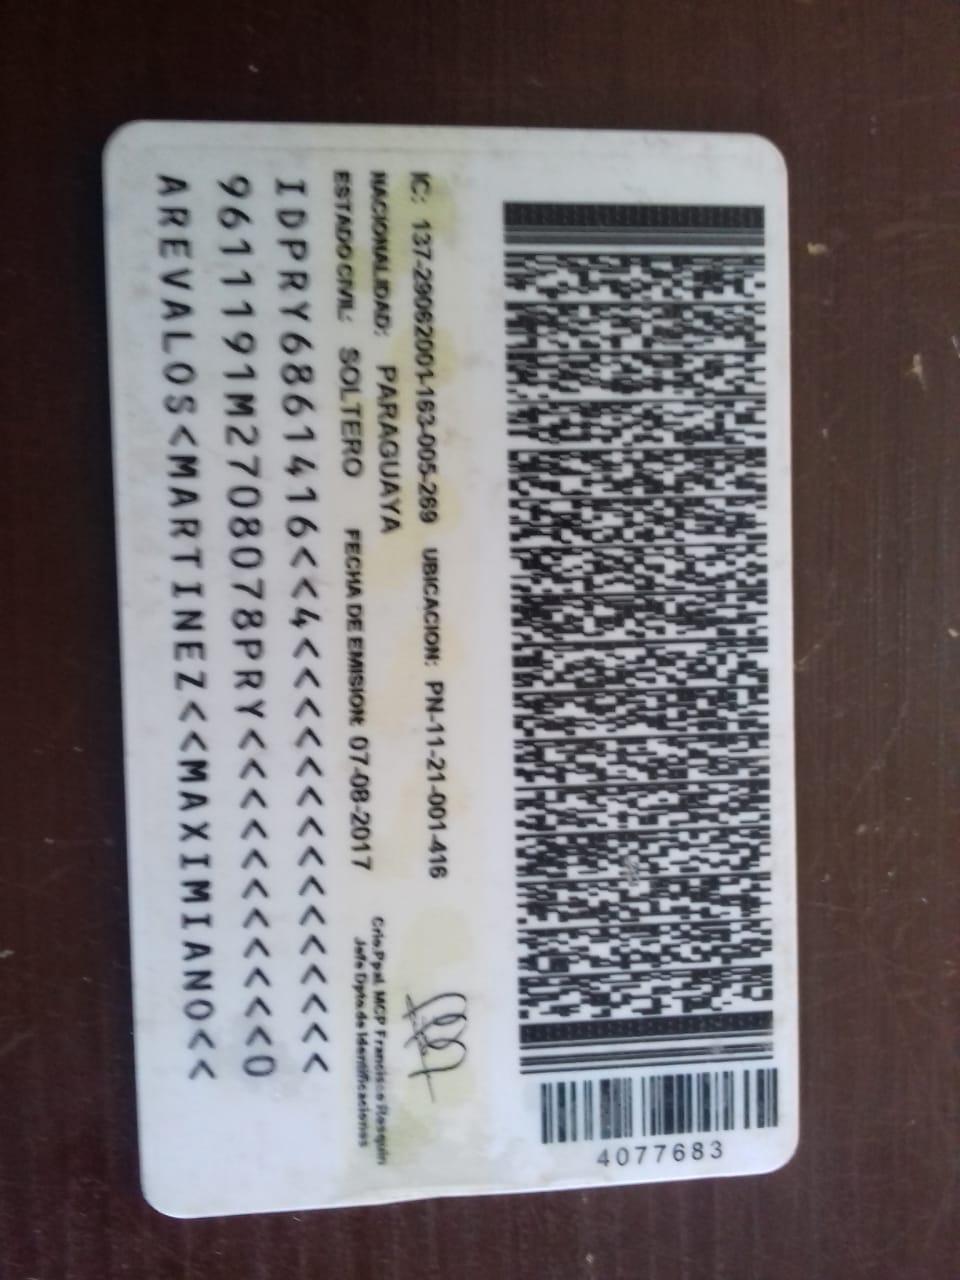 4077683
IC: 137-29062001-163-005-269 UBICACION: PN-11-21-001-416
NACIONALIDAD: PARAGUAYA
ESTADO CIVIL: SOLTERO FECHA DE EMISION: 07-08-2017
Crio.Ppal. MCP Francisco Resquin
Jefe Dpto.de Identificaciones
IDPRY6861416<<4<<<<<<<<<<<<<<<
9611191M2708078PRY<<<<<<<<<<<0
AREVALOS<MARTINEZ<<MAXIMIANO<<